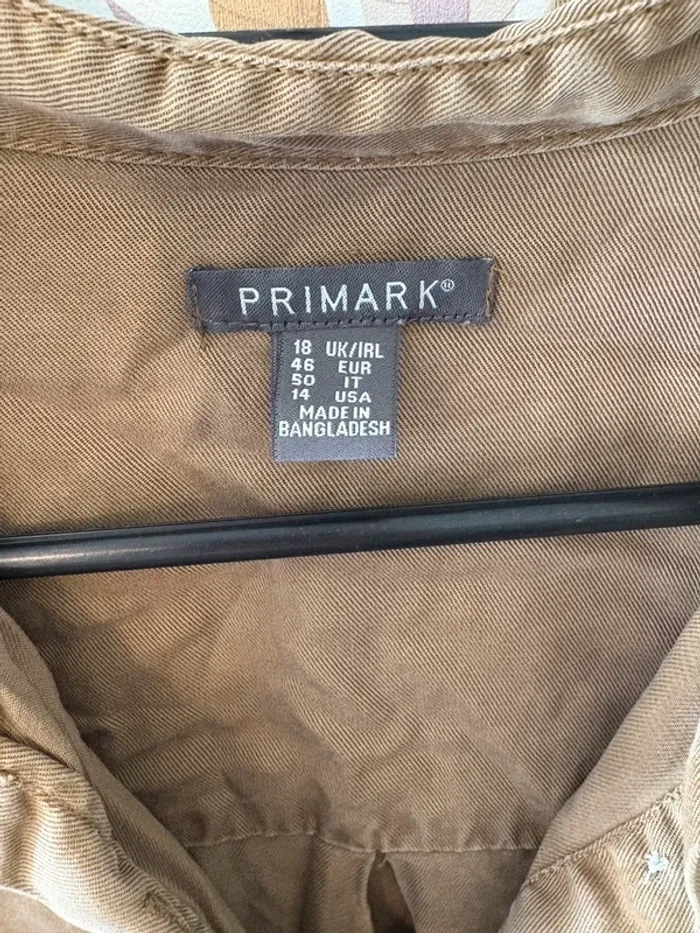 PRIMARK®
18 UK/IRL
46 EUR
50 IT
14 USA
MADE IN
BANGLADESH